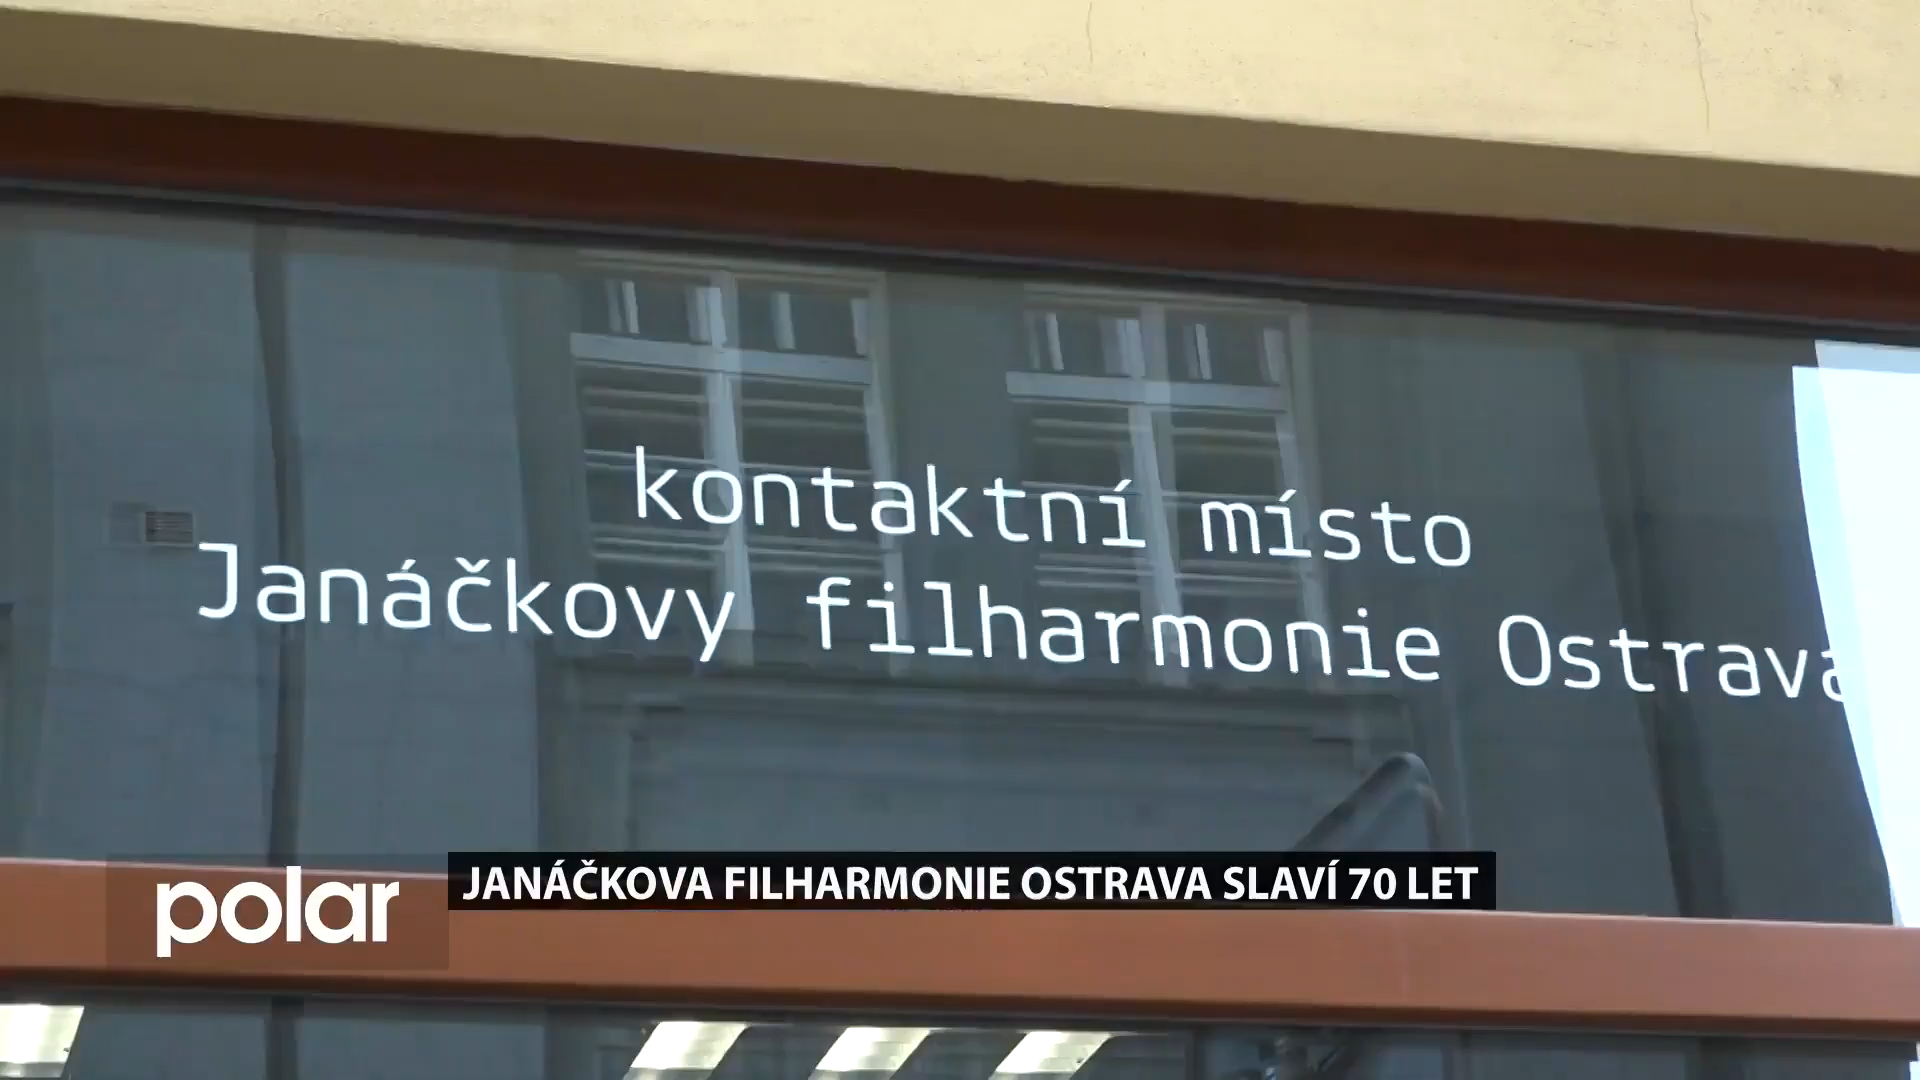 kontaktní místo
Janáčkovy filharmonie Ostrava
polar
JANÁČKOVA FILHARMONIE OSTRAVA SLAVÍ 70 LET